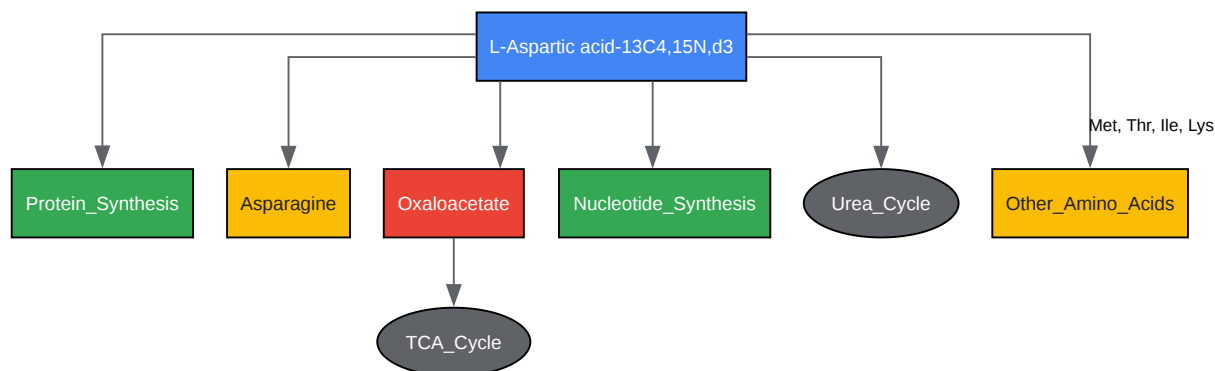 L-Aspartic acid-13C4,15N,d3
Met, Thr, Ile, Lys
Protein_Synthesis
Asparagine
Oxaloacetate
Nucleotide_Synthesis
Urea_Cycle
Other_Amino_Acids
TCA_Cycle